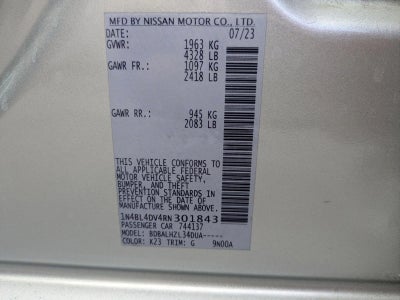 MFD BY NISSAN MOTOR CO., LTD.
DATE: 07/23
GVWR: 1963 KG
4328 LB
GAWR FR.: 1097 KG
2418 LB
GAWR RR.: 945 KG
2083 LB
THIS VEHICLE CONFORMS TO
ALL APPLICABLE FEDERAL
MOTOR VEHICLE SAFETY,
BUMPER, AND THEFT
PREVENTION STANDARDS IN
EFFECT ON THE DATE OF
MANUFACTURE SHOWN ABOVE.
1N4BL4DV4RN301843
PASSENGER CAR 744137
MODEL: BDBALHZL34DUA-----
COLOR: K23 TRIM: G 9N00A